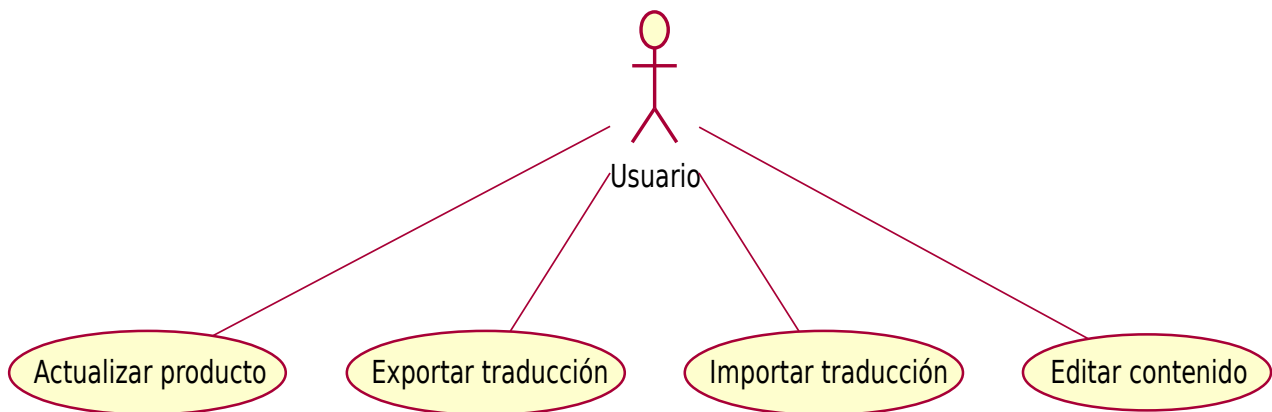 Usuario
Actualizar producto
Exportar traducción
Importar traducción
Editar contenido